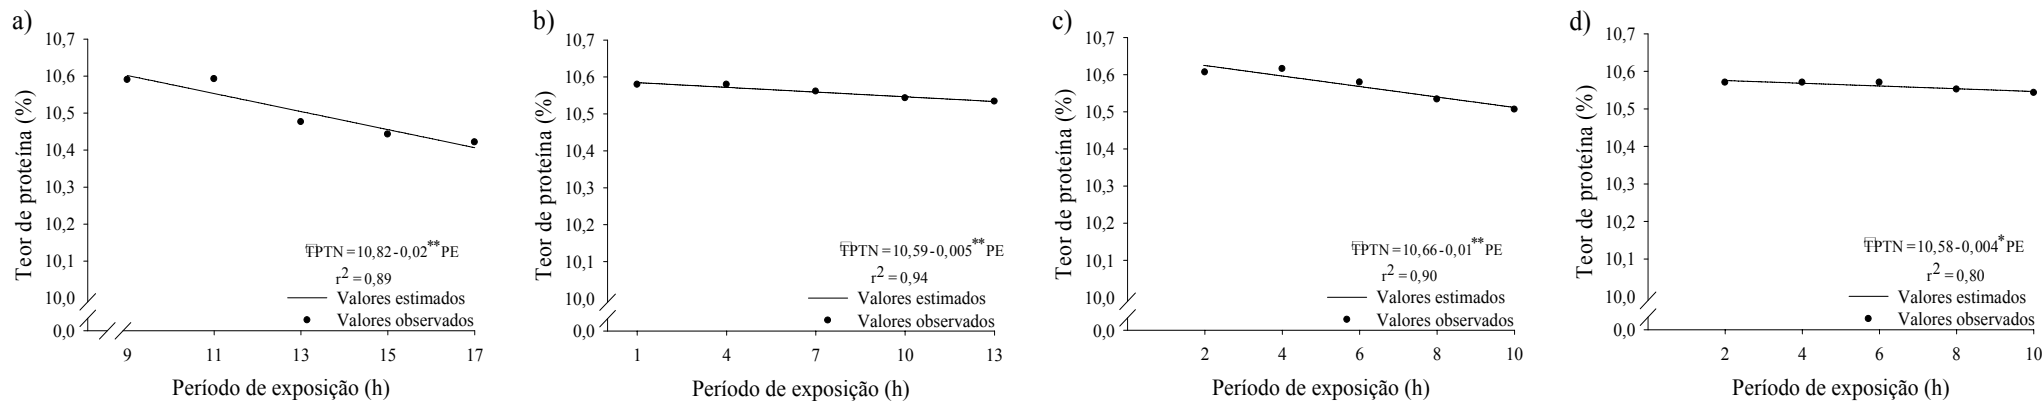 a)
Teor de proteína (%)
10,7
10,6
10,5
10,4
10,3
10,2
10,1
10,0
0,0
TPTN = 10,82 - 0,02**PE
r² = 0,89
Valores estimados
Valores observados
9 11 13 15 17
Período de exposição (h)
b)
Teor de proteína (%)
10,7
10,6
10,5
10,4
10,3
10,2
10,1
10,0
0,0
TPTN = 10,59 - 0,005**PE
r² = 0,94
Valores estimados
Valores observados
1 4 7 10 13
Período de exposição (h)
c)
Teor de proteína (%)
10,7
10,6
10,5
10,4
10,3
10,2
10,1
10,0
0,0
TPTN = 10,66 - 0,01**PE
r² = 0,90
Valores estimados
Valores observados
2 4 6 8 10
Período de exposição (h)
d)
Teor de proteína (%)
10,7
10,6
10,5
10,4
10,3
10,2
10,1
10,0
0,0
TPTN = 10,58 - 0,004*PE
r² = 0,80
Valores estimados
Valores observados
2 4 6 8 10
Período de exposição (h)